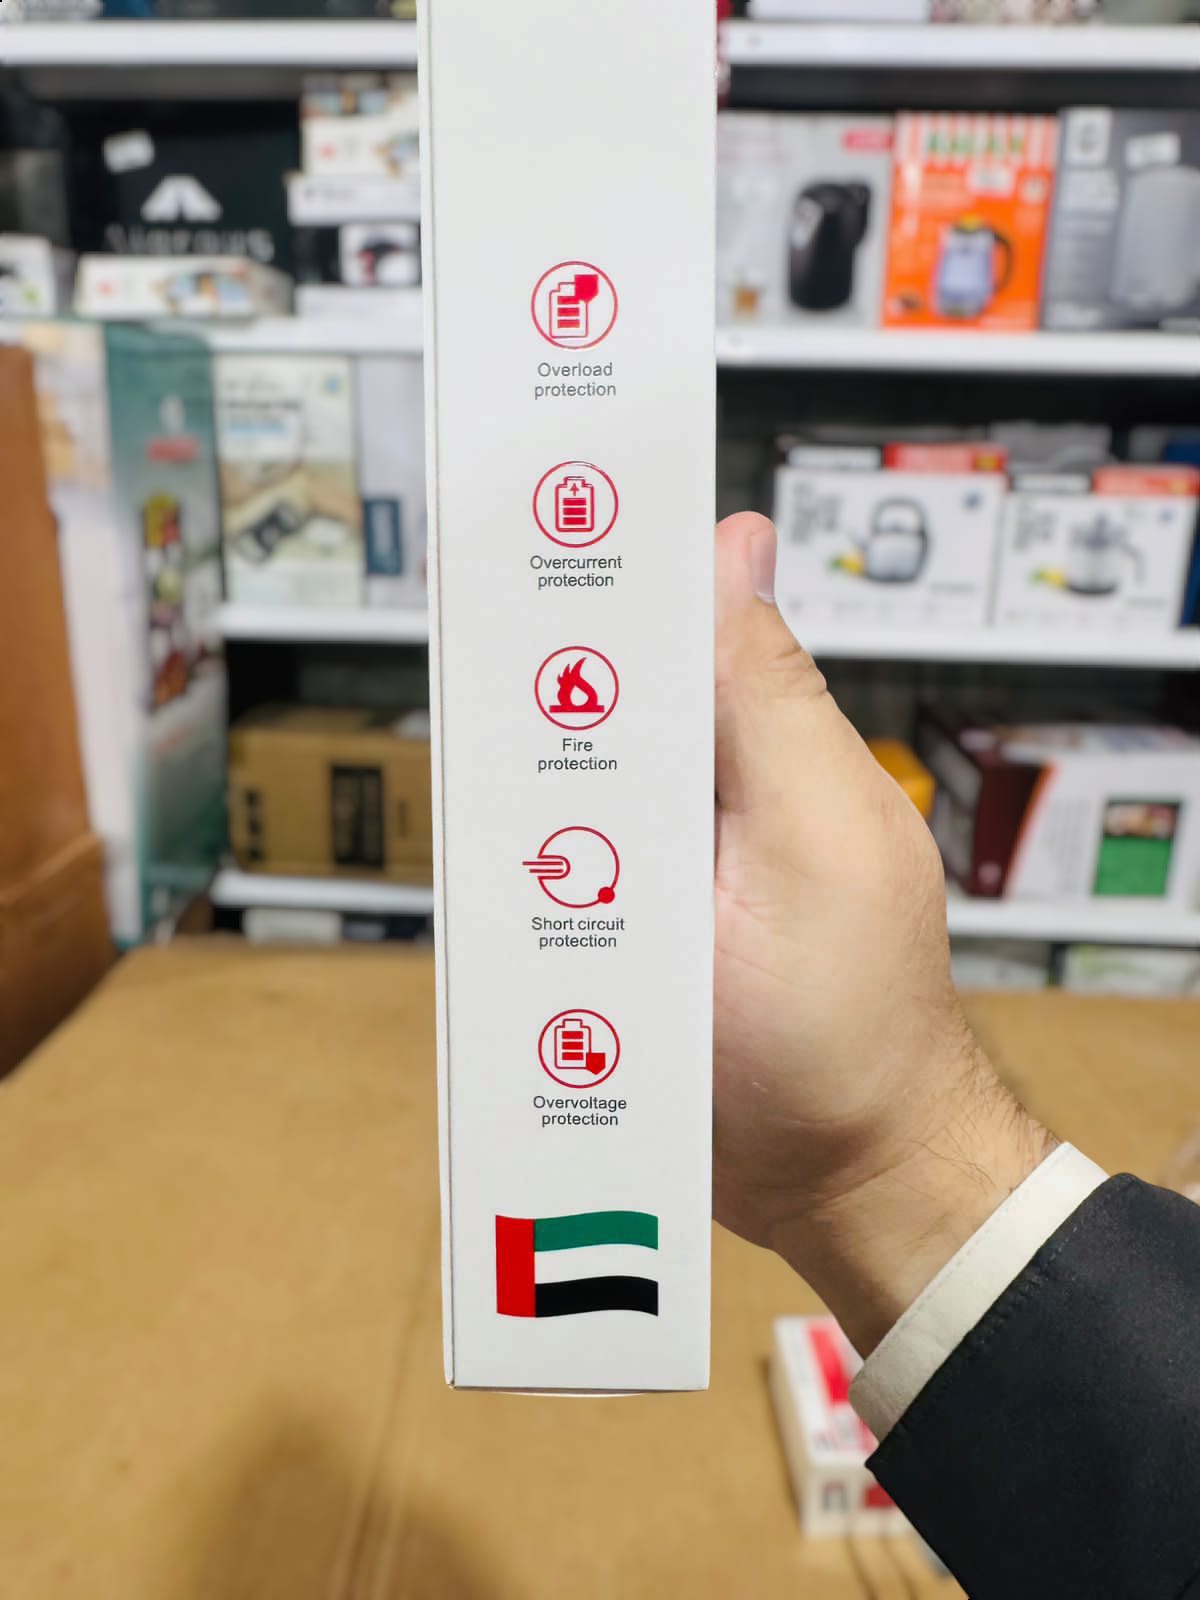 Overload
protection
Overcurrent
protection
Fire
protection
Short circuit
protection
Overvoltage
protection